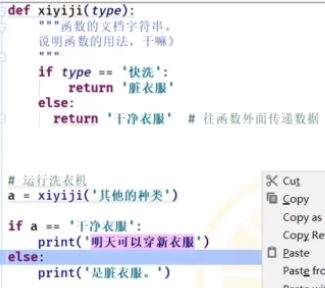 def xiyiji(type):
"""函数的文档字符串。
说明函数的用法，干嘛》
"""
if type == '快洗':
return '脏衣服'
else:
return '干净衣服' # 往函数外面传递数据
# 运行洗衣机
a = xiyiji('其他的种类')
if a == '干净衣服':
print('明天可以穿新衣服')
else:
print('是脏衣服。')
Cut
Copy
Copy as
Copy Re
Paste
Paste fro